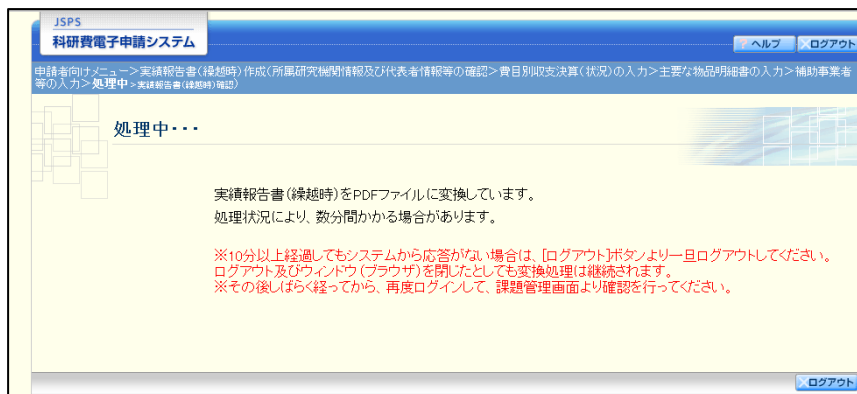 JSPS
科研費電子申請システム
ヘルプ ログアウト
申請者向けメニュー>実績報告書(繰越時)作成(所属研究機関情報及び代表者情報等の確認>費目別収支決算(状況)の入力>主要な物品明細書の入力>補助事業者
等の入力>処理中>実績報告書(繰越時)確認)
処理中・・・
実績報告書(繰越時)をPDFファイルに変換しています。
処理状況により、数分間かかる場合があります。
※10分以上経過してもシステムから応答がない場合は、[ログアウト]ボタンより一旦ログアウトしてください。
ログアウト及びウィンドウ(ブラウザ)を閉じたとしても変換処理は継続されます。
※その後しばらく経ってから、再度ログインして、課題管理画面より確認を行ってください。
ログアウト